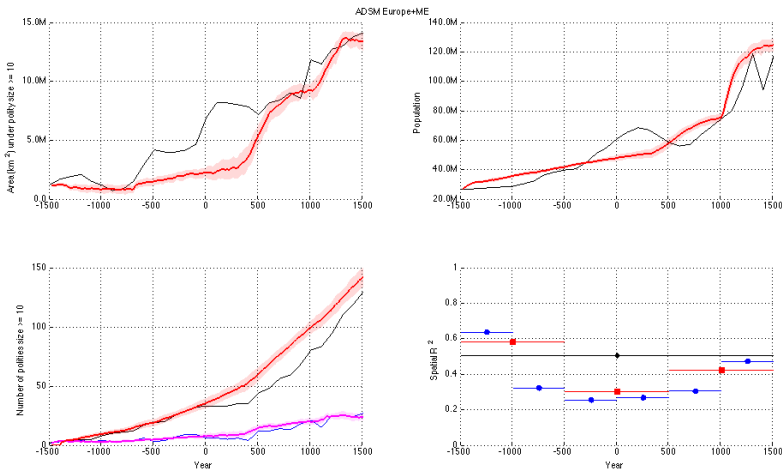 ADSM Europe+ME
15.0M
10.0M
5.0M
0.0
Area(km²) under polity size >= 10
-1500 -1000 -500 0 500 1000 1500
140.0M
120.0M
100.0M
80.0M
60.0M
40.0M
20.0M
Population
-1500 -1000 -500 0 500 1000 1500
150
100
50
0
Number of polities size >= 10
-1500 -1000 -500 0 500 1000 1500
Year
1
0.8
0.6
0.4
0.2
0
Spatial R²
-1500 -1000 -500 0 500 1000 1500
Year